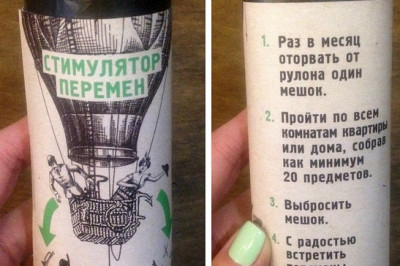 СТИМУЛЯТОР
ПЕРЕМЕН
1. Раз в месяц
оторвать от
рулона один
мешок.
2. Пройти по всем
комнатам квартиры
или дома, собрав
как минимум
20 предметов.
3. Выбросить
мешок.
4. С радостью
встретить